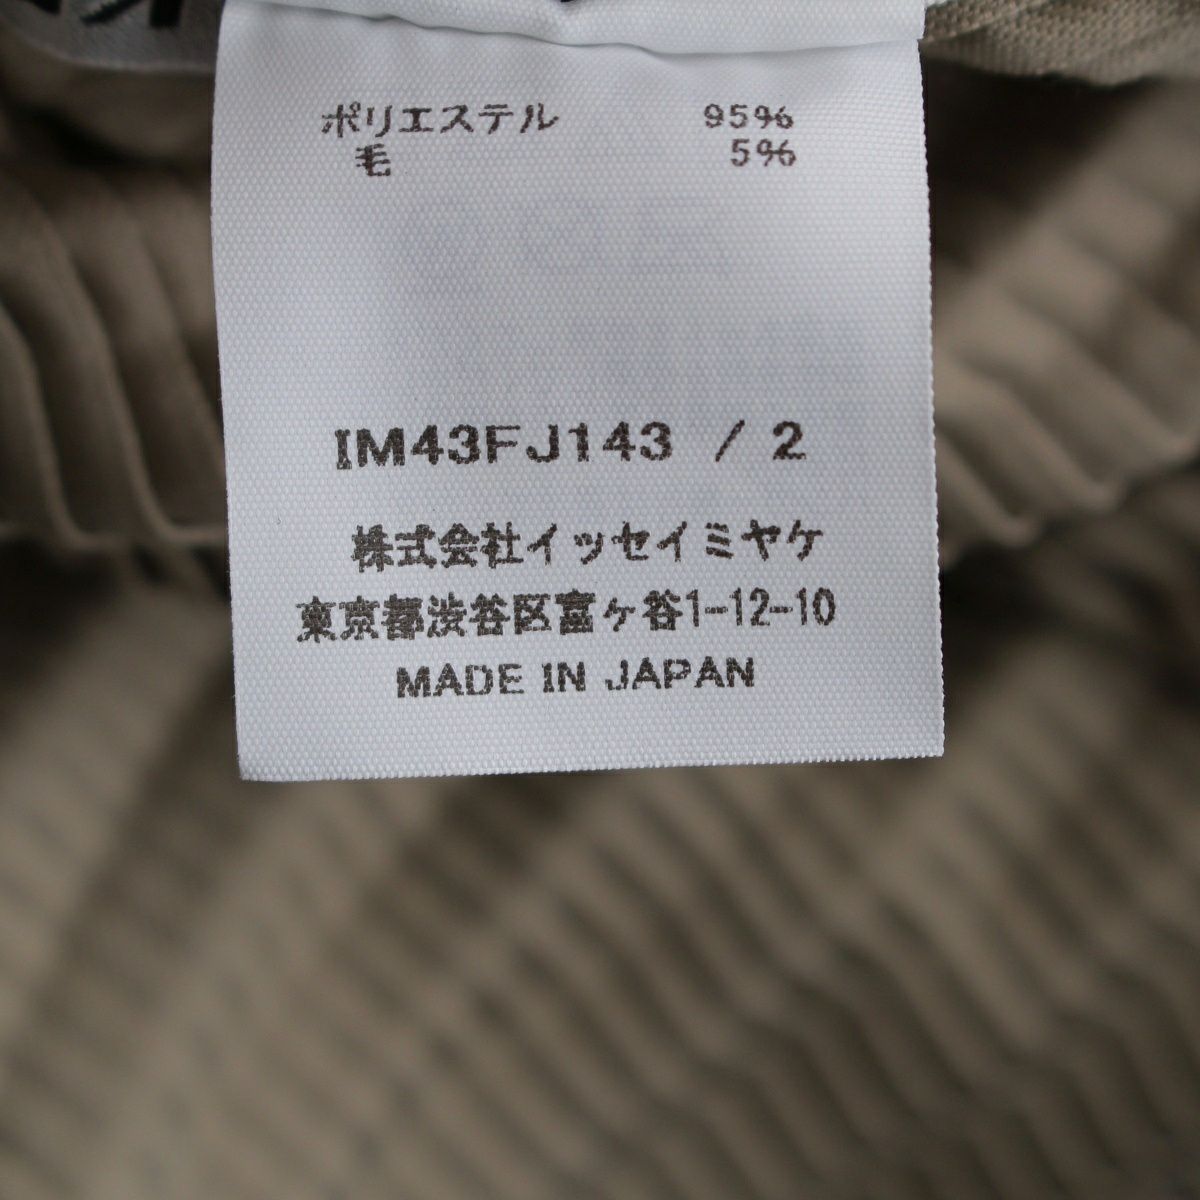 ポリエステル 95%
毛 5%
IM43FJ143 / 2
株式会社イッセイミヤケ
東京都渋谷区富ヶ谷1-12-10
MADE IN JAPAN